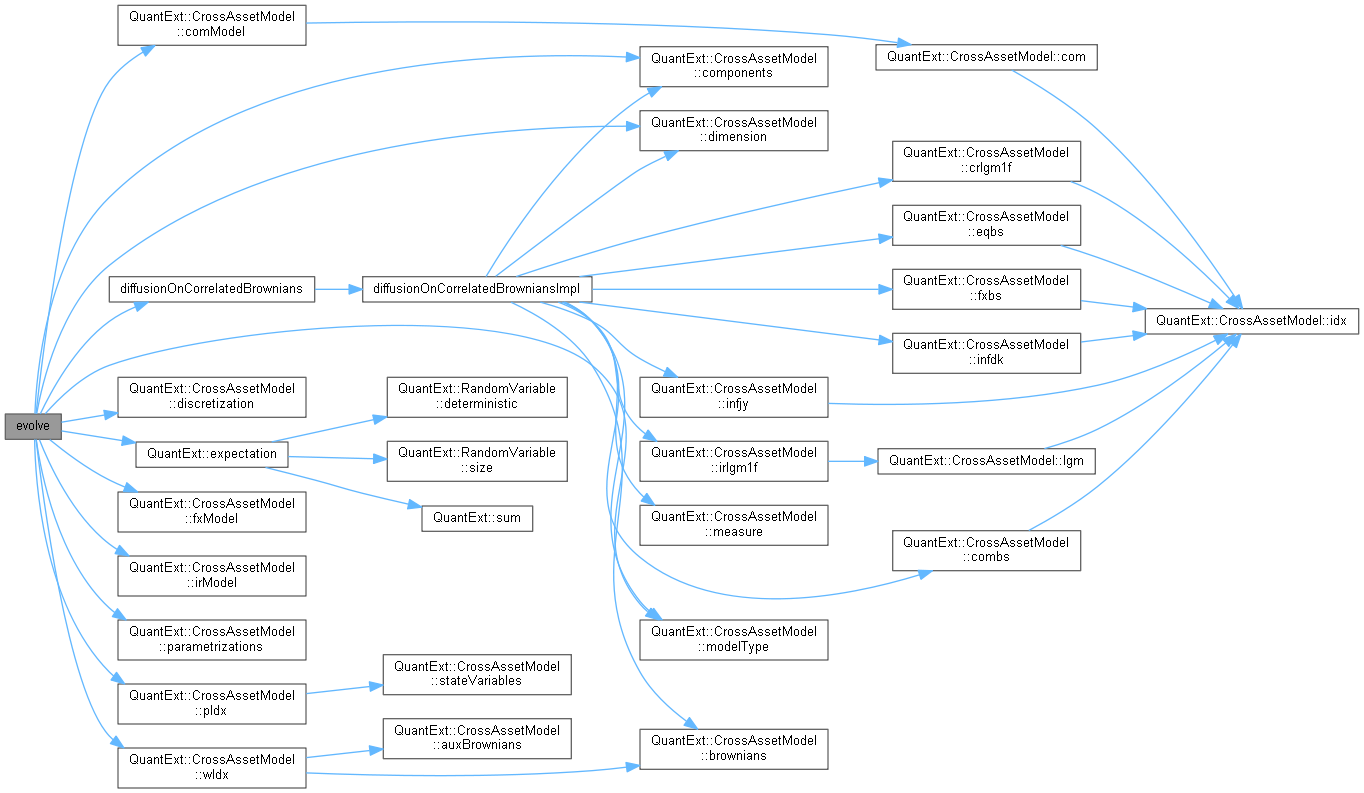 QuantExt::CrossAssetModel
::comModel
QuantExt::CrossAssetModel::com
QuantExt::CrossAssetModel
::components
QuantExt::CrossAssetModel
::dimension
QuantExt::CrossAssetModel
::crlgm1f
QuantExt::CrossAssetModel
::eqbs
diffusionOnCorrelatedBrownians
diffusionOnCorrelatedBrowniansImpl
QuantExt::CrossAssetModel
::fxbs
QuantExt::CrossAssetModel::idx
QuantExt::CrossAssetModel
::infdk
QuantExt::CrossAssetModel
::discretization
QuantExt::RandomVariable
::deterministic
QuantExt::CrossAssetModel
::infjy
evolve
QuantExt::expectation
QuantExt::RandomVariable
::size
QuantExt::CrossAssetModel
::irlgm1f
QuantExt::CrossAssetModel::lgm
QuantExt::CrossAssetModel
::fxModel
QuantExt::sum
QuantExt::CrossAssetModel
::measure
QuantExt::CrossAssetModel
::combs
QuantExt::CrossAssetModel
::irModel
QuantExt::CrossAssetModel
::parametrizations
QuantExt::CrossAssetModel
::modelType
QuantExt::CrossAssetModel
::pIdx
QuantExt::CrossAssetModel
::stateVariables
QuantExt::CrossAssetModel
::wIdx
QuantExt::CrossAssetModel
::auxBrownians
QuantExt::CrossAssetModel
::brownians